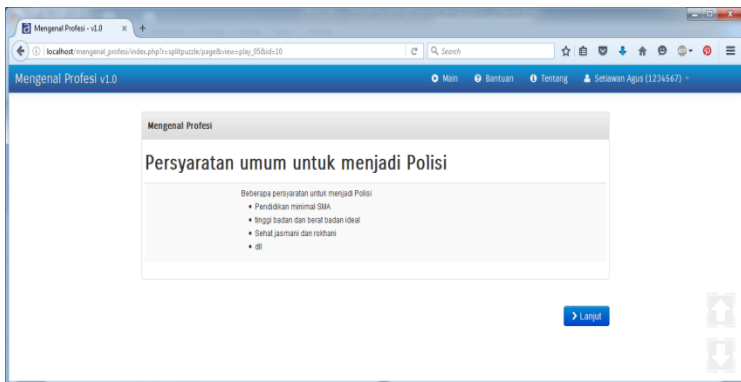 Mengenal Profesi - v1.0
localhost/mengenal_profesi/index.php?r=splitpuzzle/page&view=play_05&id=10
Search
Mengenal Profesi v1.0
Main
Bantuan
Tentang
Setiawan Agus (1234567)
Mengenal Profesi
Persyaratan umum untuk menjadi Polisi
Beberapa persyaratan untuk menjadi Polisi
• Pendidikan minimal SMA
• tinggi badan dan berat badan ideal
• Sehat jasmani dan rokhani
• dll
Lanjut